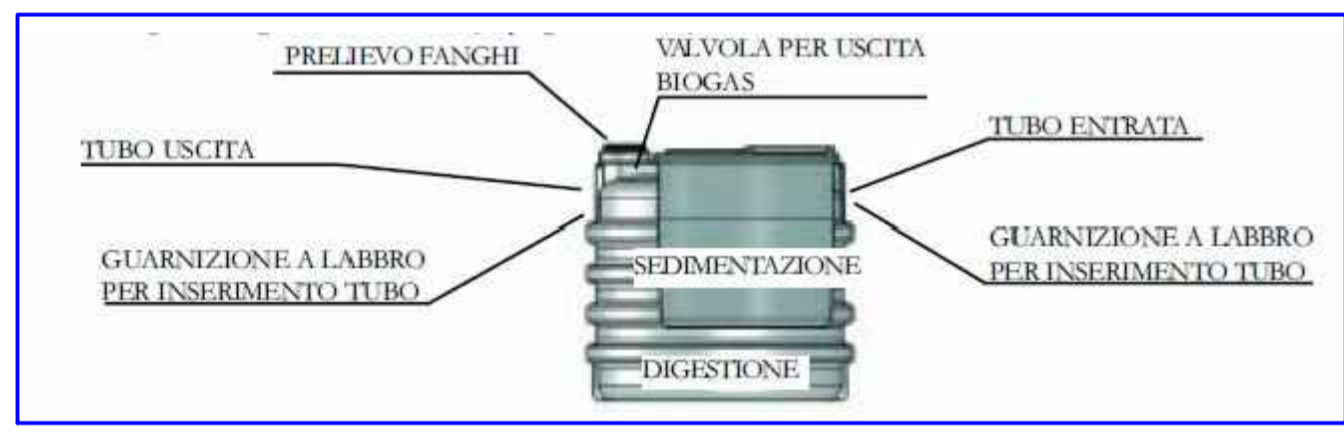 PRELIEVO FANGHI
VALVOLA PER USCITA
BIOGAS
TUBO ENTRATA
TUBO USCITA
GUARNIZIONE A LABBRO
PER INSERIMENTO TUBO
GUARNIZIONE A LABBRO
PER INSERIMENTO TUBO
SEDIMENTAZIONE
DIGESTIONE